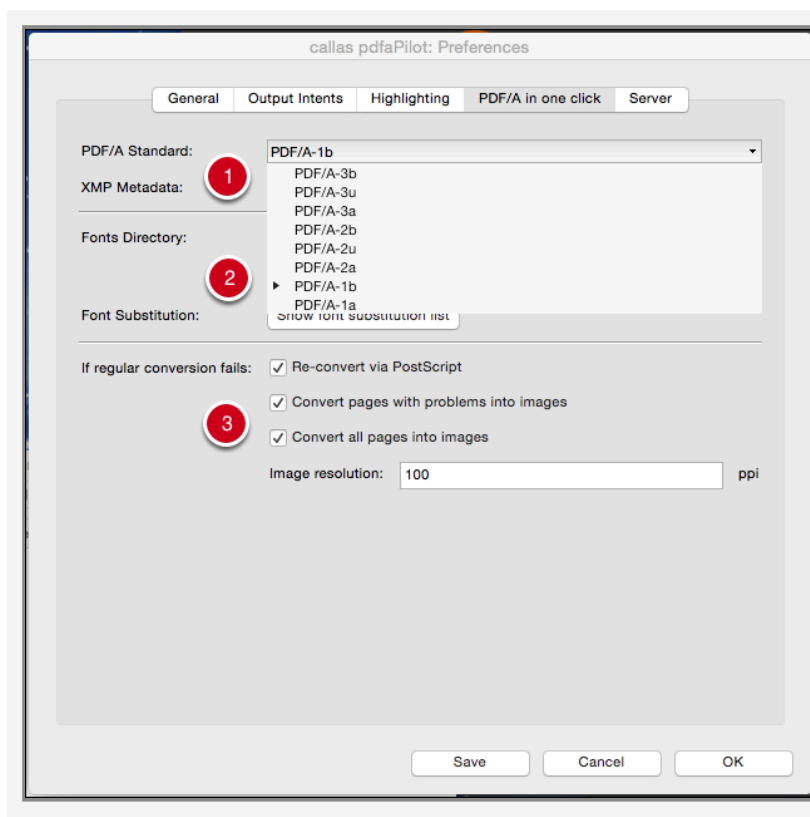 callas pdfaPilot: Preferences
General Output Intents Highlighting PDF/A in one click Server
PDF/A Standard: PDF/A-1b
PDF/A-3b
1
XMP Metadata: PDF/A-3u
PDF/A-3a
PDF/A-2b
Fonts Directory:
PDF/A-2u
PDF/A-2a
2
PDF/A-1b
PDF/A-1a
Font Substitution: Show font substitution list
If regular conversion fails: Re-convert via PostScript
Convert pages with problems into images
3
Convert all pages into images
Image resolution: 100 ppi
Save Cancel OK